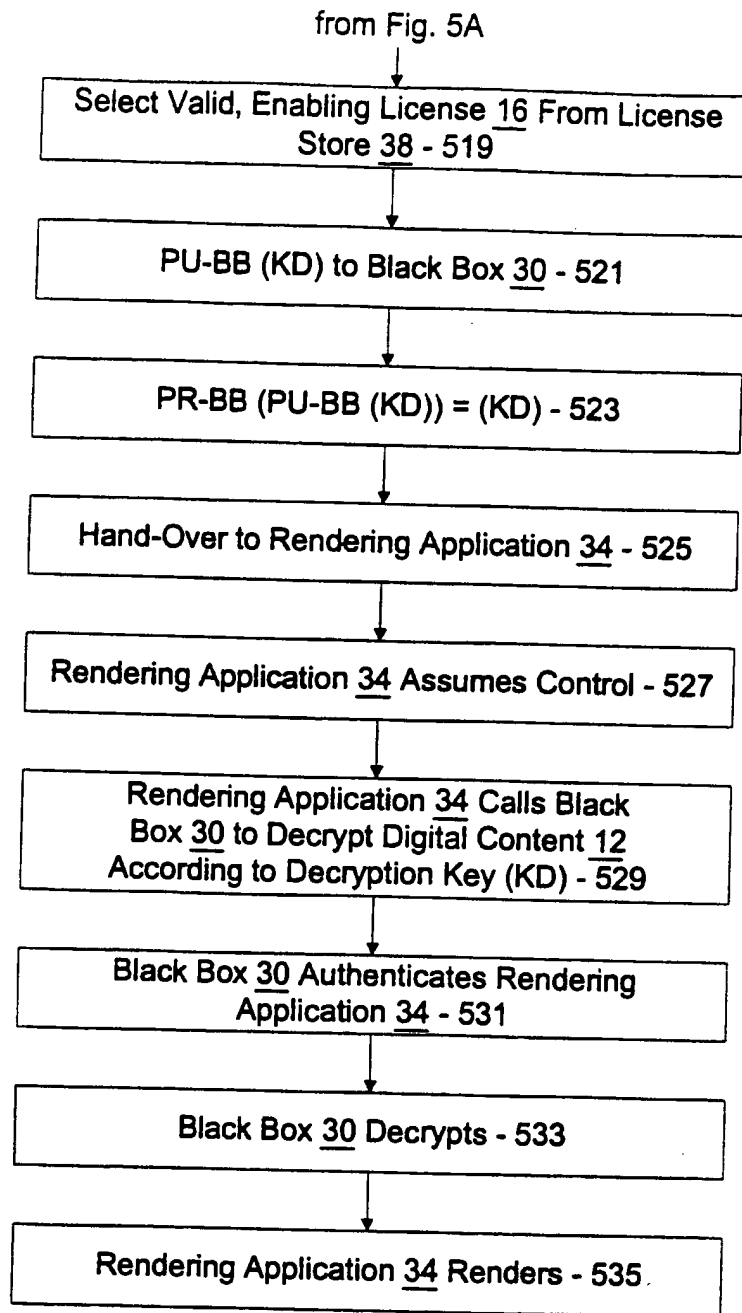 from Fig. 5A
Select Valid, Enabling License 16 From License
Store 38 - 519
PU-BB (KD) to Black Box 30 - 521
PR-BB (PU-BB (KD)) = (KD) - 523
Hand-Over to Rendering Application 34 - 525
Rendering Application 34 Assumes Control - 527
Rendering Application 34 Calls Black
Box 30 to Decrypt Digital Content 12
According to Decryption Key (KD) - 529
Black Box 30 Authenticates Rendering
Application 34 - 531
Black Box 30 Decrypts - 533
Rendering Application 34 Renders - 535